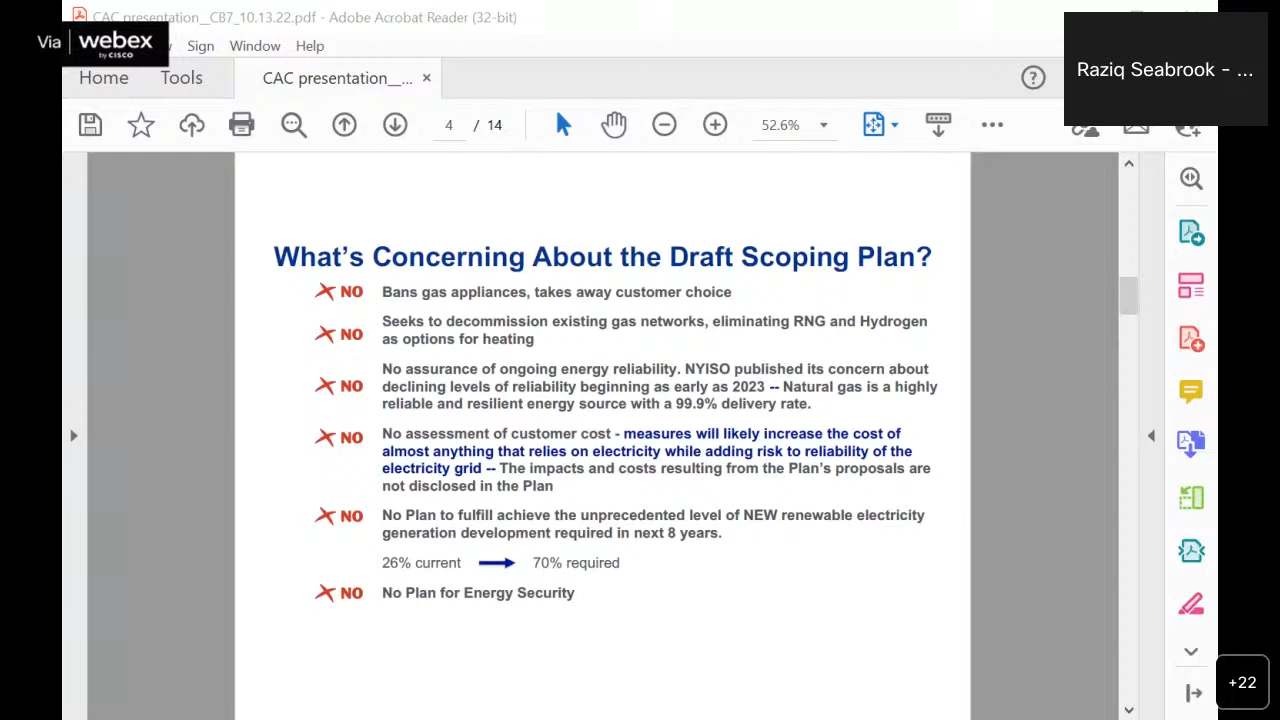 CAC presentation__CB7_10.13.22.pdf - Adobe Acrobat Reader (32-bit)
Via webex
by CISCO
Sign Window Help
Raziq Seabrook - ...
Home Tools CAC presentation__... ×
?
4 / 14 52.6%
What's Concerning About the Draft Scoping Plan?
NO Bans gas appliances, takes away customer choice
NO Seeks to decommission existing gas networks, eliminating RNG and Hydrogen
as options for heating
No assurance of ongoing energy reliability. NYISO published its concern about
NO declining levels of reliability beginning as early as 2023 -- Natural gas is a highly
reliable and resilient energy source with a 99.9% delivery rate.
NO No assessment of customer cost - measures will likely increase the cost of
almost anything that relies on electricity while adding risk to reliability of the
electricity grid -- The impacts and costs resulting from the Plan's proposals are
not disclosed in the Plan
NO No Plan to fulfill achieve the unprecedented level of NEW renewable electricity
generation development required in next 8 years.
26% current 70% required
NO No Plan for Energy Security
+22